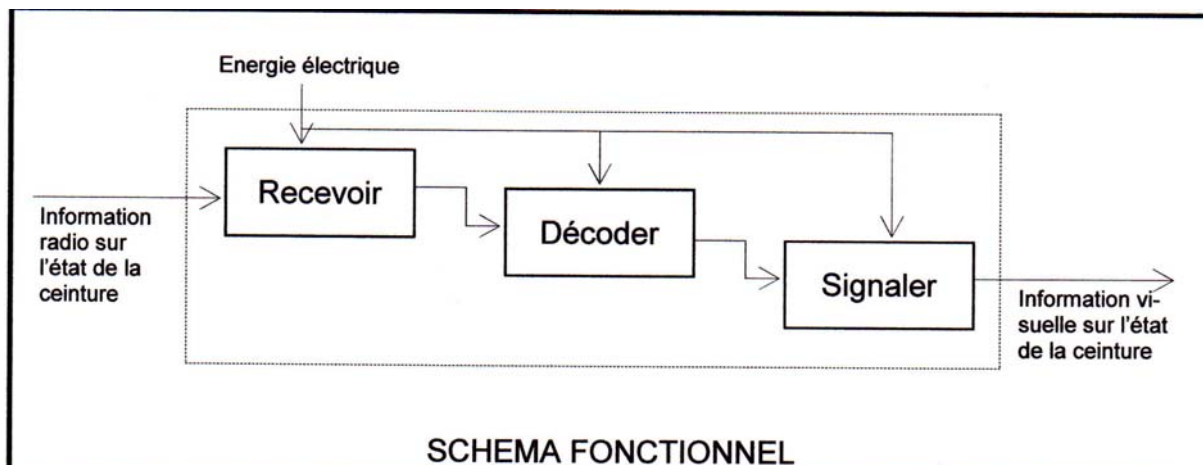 Energie électrique
Recevoir
Information
radio sur
l'état de la
ceinture
Décoder
Signaler
Information vi-
suelle sur l'état
de la ceinture
SCHEMA FONCTIONNEL